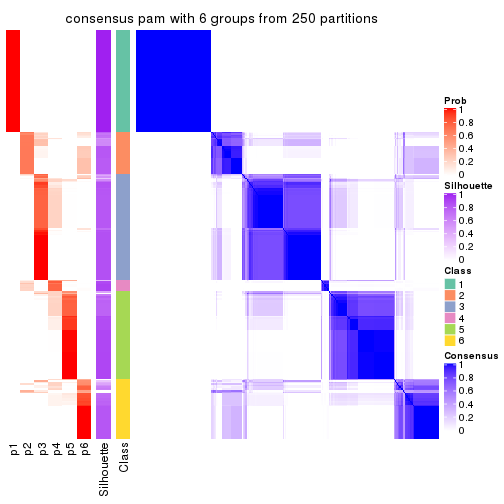 consensus pam with 6 groups from 250 partitions
Prob
1
0.8
0.6
0.4
0.2
0
Silhouette
1
0.8
0.6
0.4
0.2
0
Class
1
2
3
4
5
6
Consensus
1
0.8
0.6
0.4
0.2
0
p1
p2
p3
p4
p5
p6
Silhouette
Class